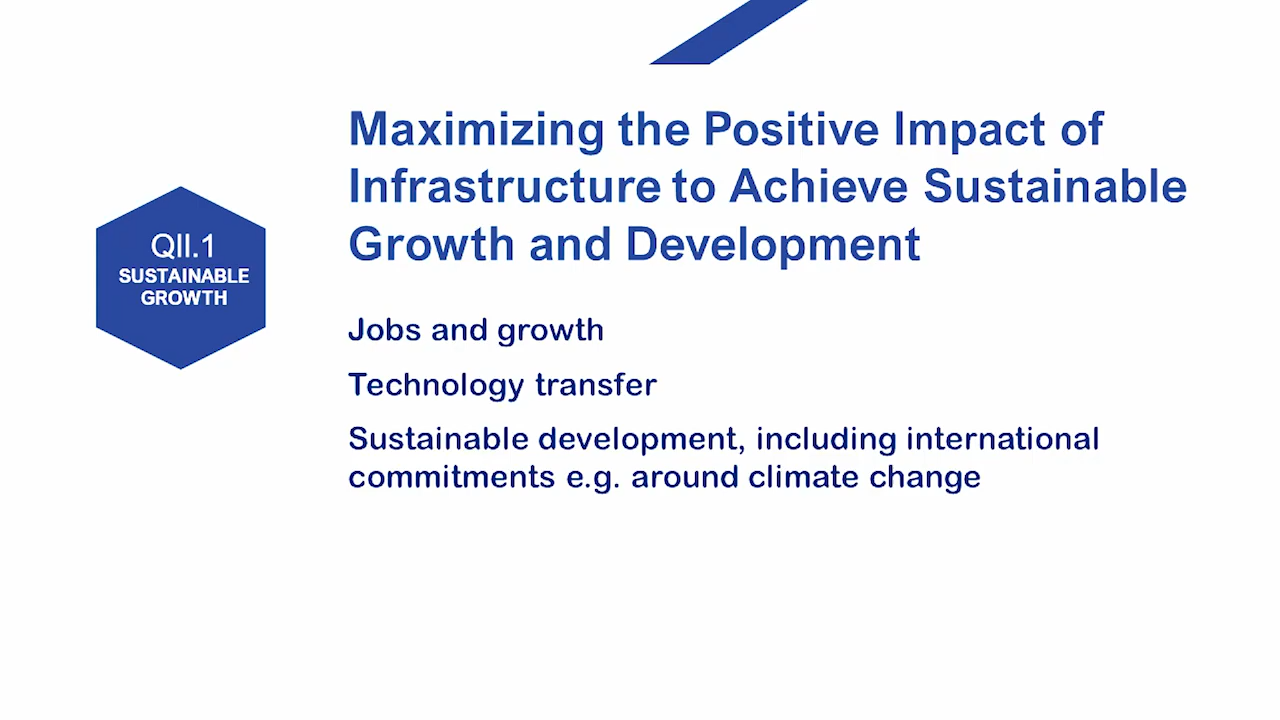 QII.1
SUSTAINABLE
GROWTH
Maximizing the Positive Impact of
Infrastructure to Achieve Sustainable
Growth and Development
Jobs and growth
Technology transfer
Sustainable development, including international
commitments e.g. around climate change